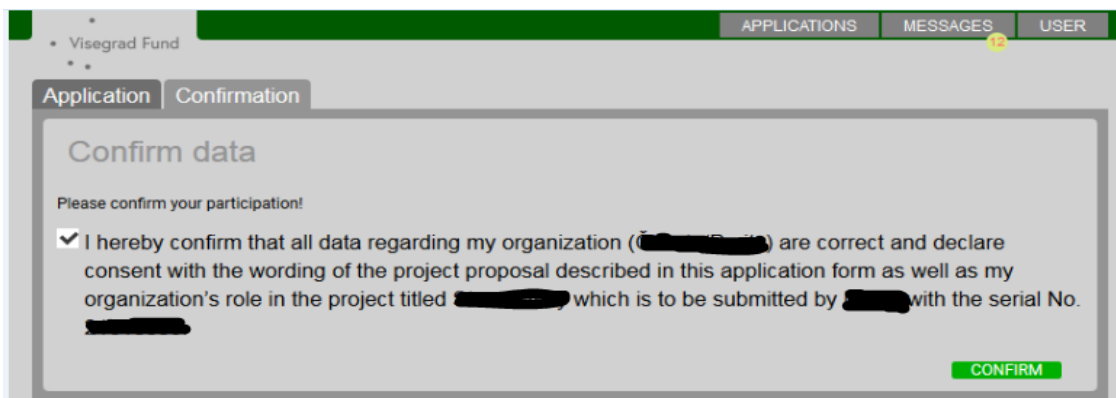 APPLICATIONS MESSAGES USER
12
Visegrad Fund
Application Confirmation
Confirm data
Please confirm your participation!
I hereby confirm that all data regarding my organization ( ) are correct and declare
consent with the wording of the project proposal described in this application form as well as my
organization's role in the project titled which is to be submitted by with the serial No.
CONFIRM